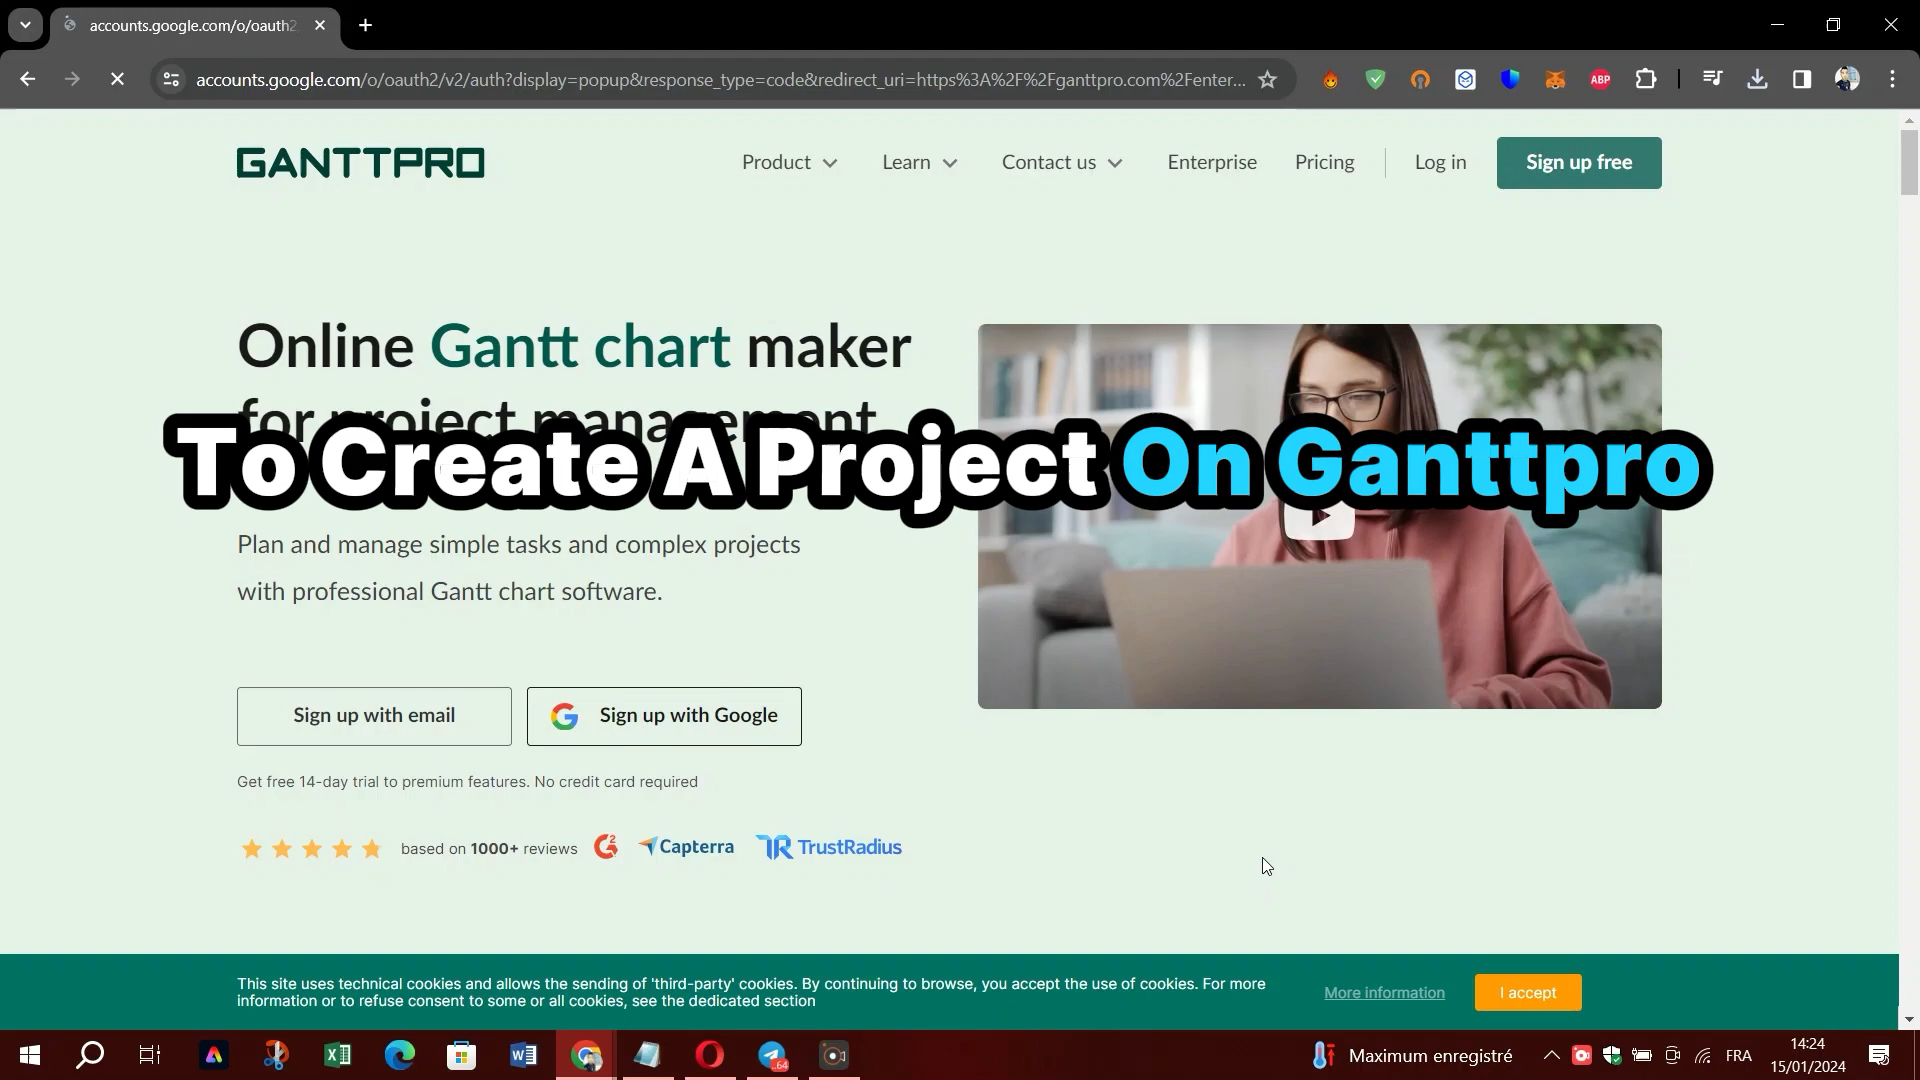 accounts.google.com/o/oauth2
accounts.google.com/o/oauth2/v2/auth?display=popup&response_type=code&redirect_uri=https%3A%2F%2Fganttpro.com%2Fenter...
ABP
GANTTPRO
Product
Learn
Contact us
Enterprise
Pricing
Log in
Sign up free
Online Gantt chart maker
for project management
To Create A Project On Ganttpro
Plan and manage simple tasks and complex projects
with professional Gantt chart software.
Sign up with email
Sign up with Google
Get free 14-day trial to premium features. No credit card required
based on 1000+ reviews
Capterra
TrustRadius
This site uses technical cookies and allows the sending of 'third-party' cookies. By continuing to browse, you accept the use of cookies. For more
information or to refuse consent to some or all cookies, see the dedicated section
More information
I accept
Maximum enregistré
FRA
14:24
15/01/2024